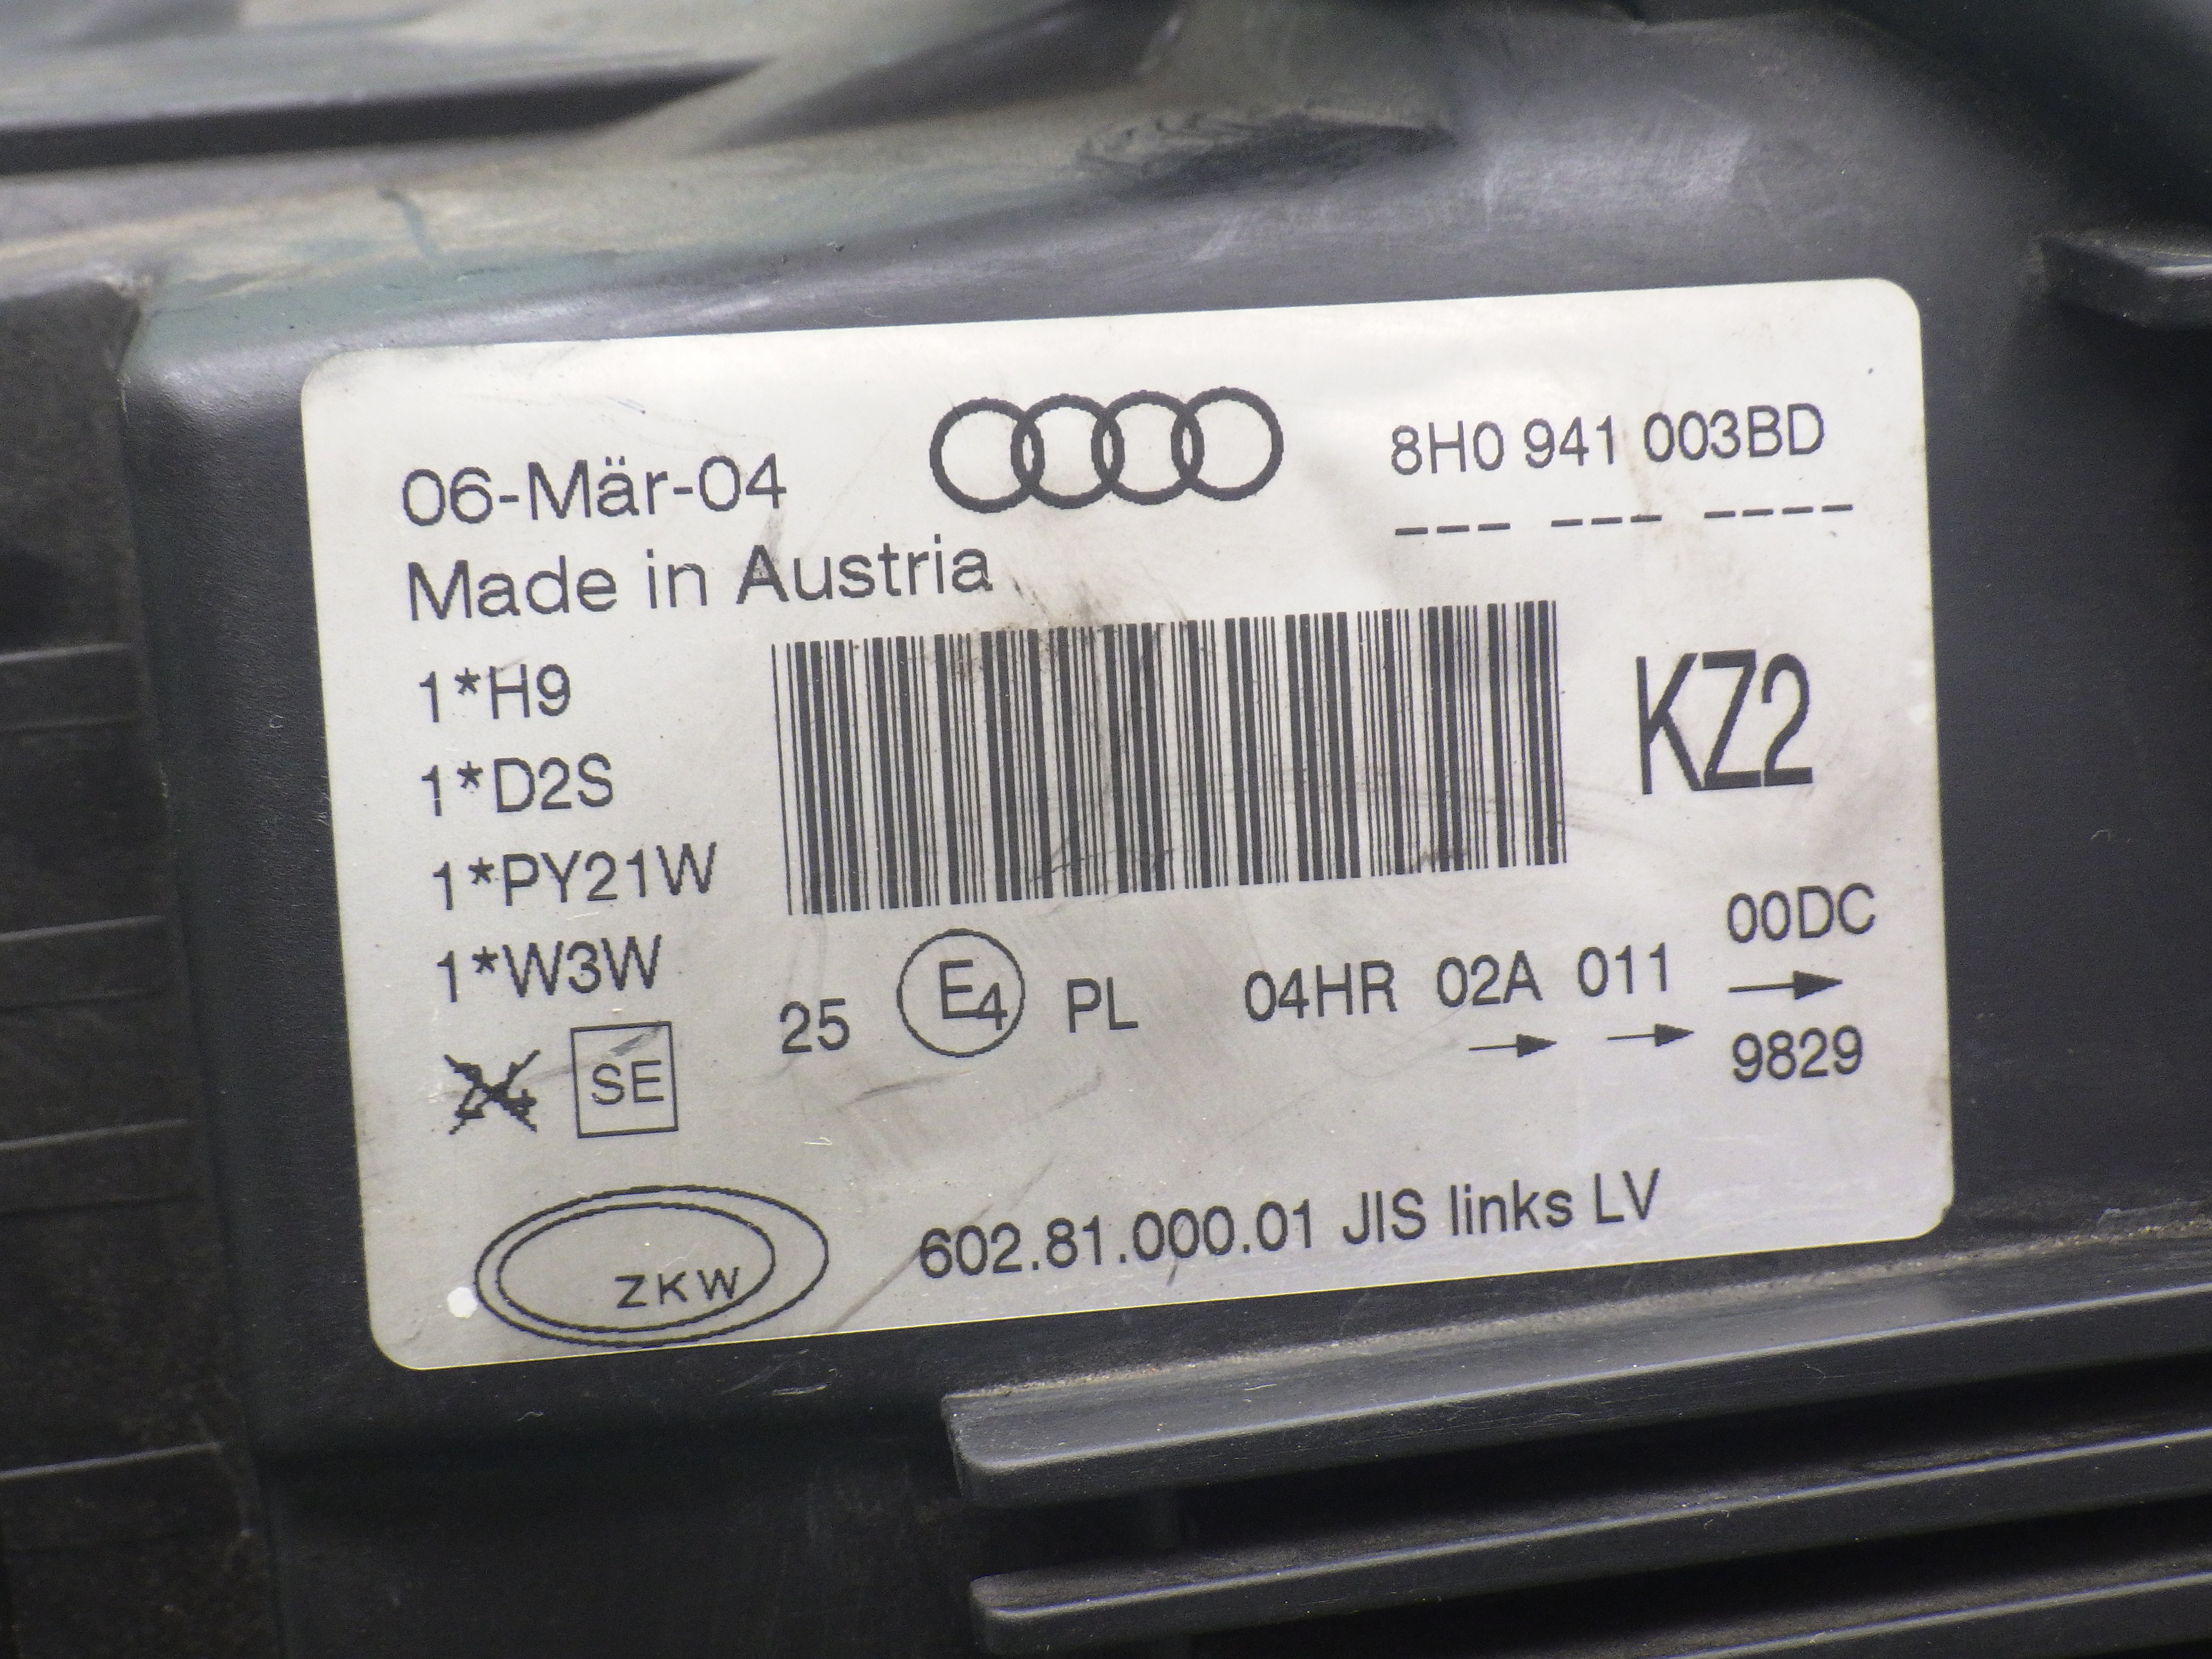 06-Mär-04
8H0 941 003BD
--- --- ----
Made in Austria
1*H9
1*D2S
KZ2
1*PY21W
1*W3W
25 E4 PL 04HR 02A 011 00DC
→ → →
9829
SE
ZKW
602.81.000.01 JIS links LV